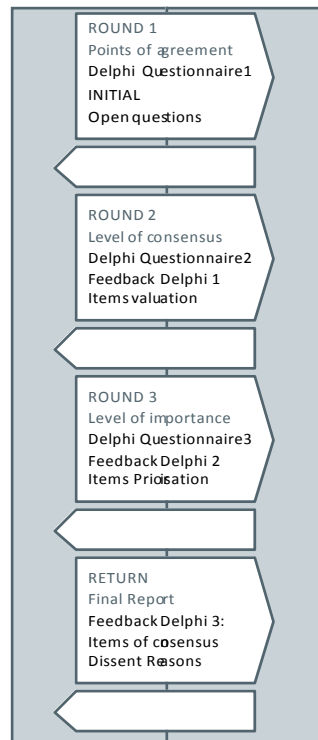 ROUND 1
Points of agreement
Delphi Questionnaire1
INITIAL
Open questions
ROUND 2
Level of consensus
Delphi Questionnaire2
Feedback Delphi 1
Items valuation
ROUND 3
Level of importance
Delphi Questionnaire3
Feedback Delphi 2
Items Priorisation
RETURN
Final Report
Feedback Delphi 3:
Items of consensus
Dissent Reasons